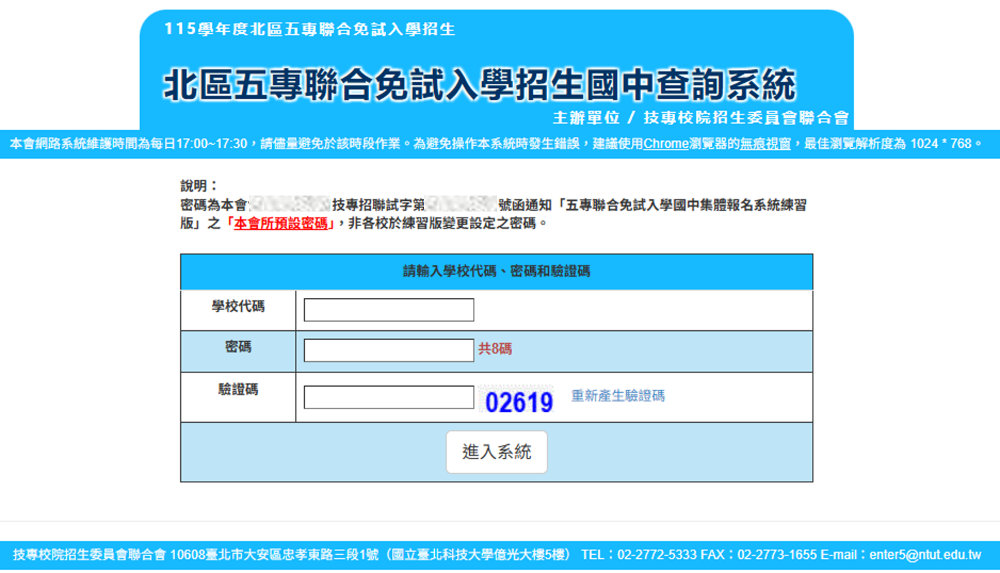 115學年度北區五專聯合免試入學招生
北區五專聯合免試入學招生國中查詢系統
主辦單位 / 技專校院招生委員會聯合會
本會網路系統維護時間為每日17:00~17:30，請儘量避免於該時段作業。為避免操作本系統時發生錯誤，建議使用Chrome瀏覽器的無痕視窗，最佳瀏覽解析度為 1024 * 768。
說明：
密碼為本會 技專招聯試字第 號函通知「五專聯合免試入學國中集體報名系統練習
版」之「本會所預設密碼」，非各校於練習版變更設定之密碼。
請輸入學校代碼、密碼和驗證碼
學校代碼
密碼 共8碼
驗證碼 02619 重新產生驗證碼
進入系統
技專校院招生委員會聯合會 10608臺北市大安區忠孝東路三段1號（國立臺北科技大學億光大樓5樓） TEL：02-2772-5333 FAX：02-2773-1655 E-mail：enter5@ntut.edu.tw